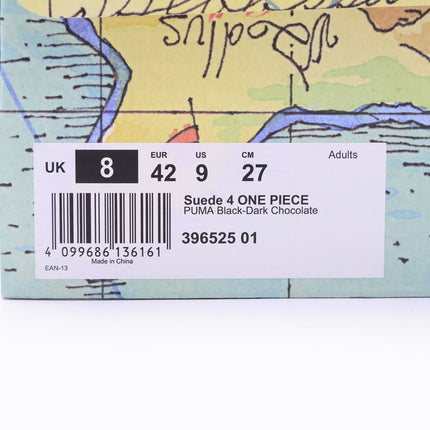 UK 8 EUR 42 US 9 CM 27 Adults
Suede 4 ONE PIECE
PUMA Black-Dark Chocolate
396525 01
4 099686 136161
Made in China
EAN-13